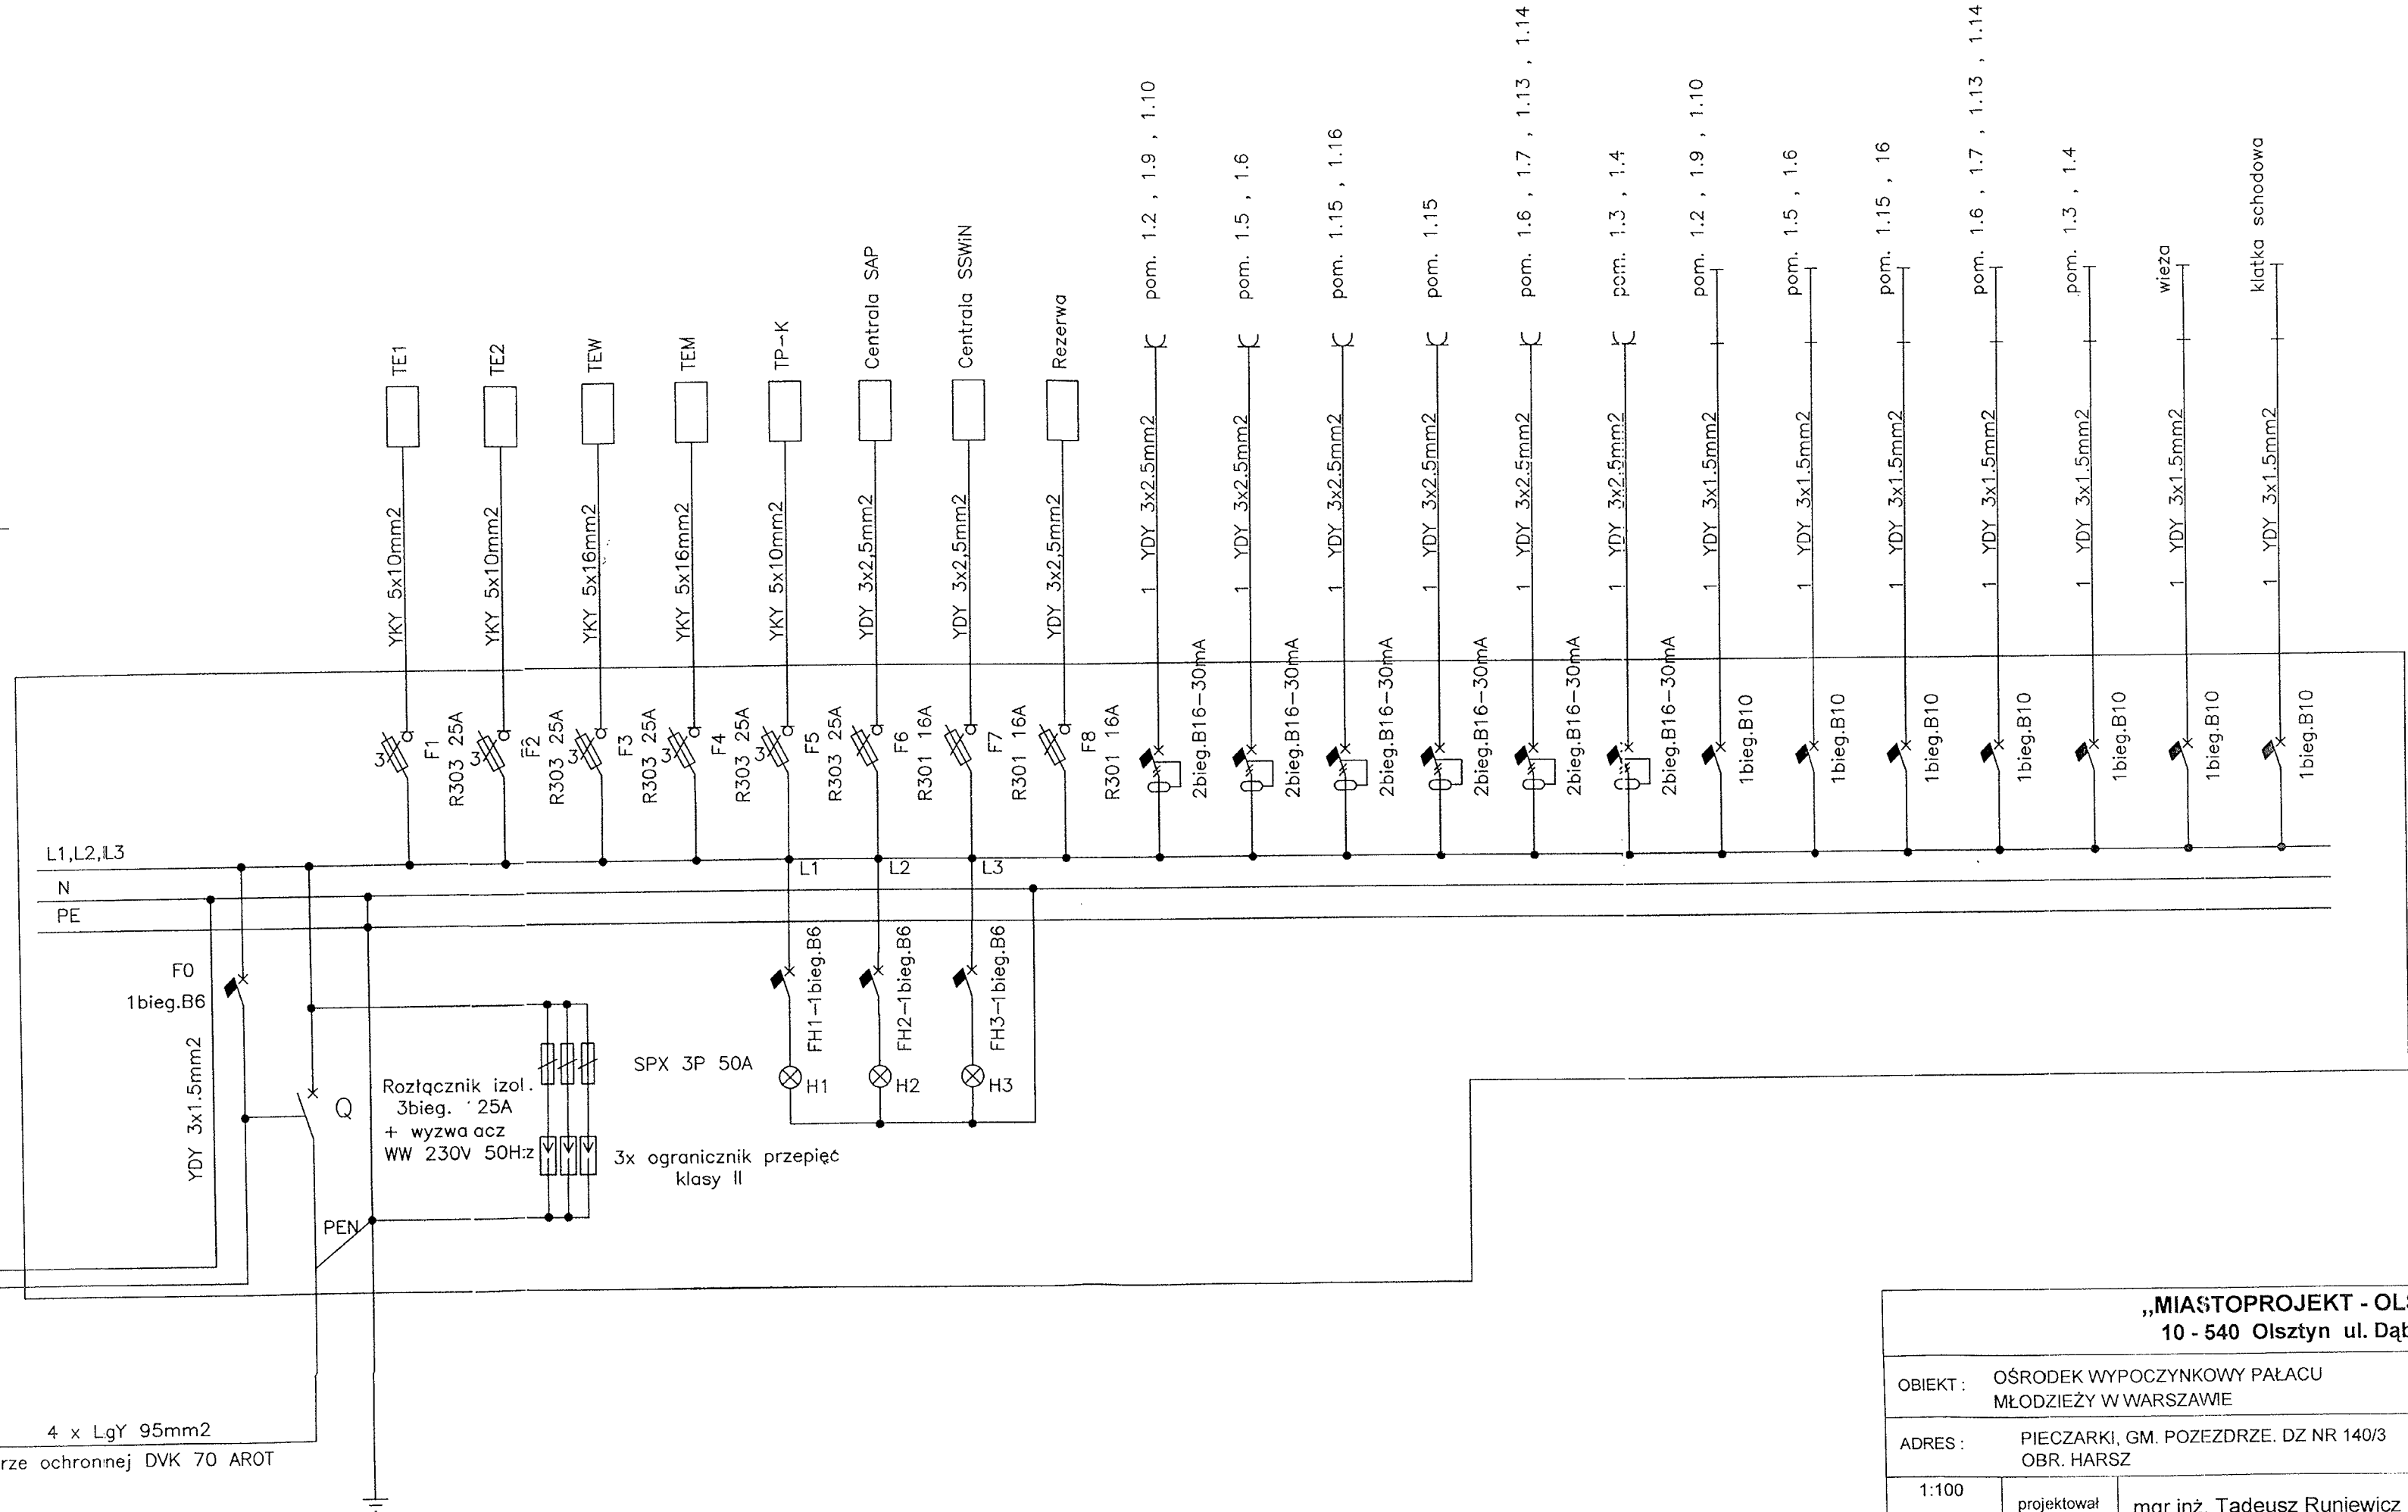 TE1
TE2
TEW
TEM
TP-K
Centrala SAP
Centrala SSWiN
Rezerwa
pom. 1.2 , 1.9 , 1.10
pom. 1.5 , 1.6
pom. 1.15 , 1.16
pom. 1.15
pom. 1.6 , 1.7 , 1.13 , 1.14
pom. 1.3 , 1.4
pom. 1.2 , 1.9 , 1.10
pom. 1.5 , 1.6
pom. 1.15 , 16
pom. 1.6 , 1.7 , 1.13 , 1.14
pom. 1.3 , 1.4
wieża
klatka schodowa
YKY 5x10mm2
YKY 5x10mm2
YKY 5x16mm2
YKY 5x16mm2
YKY 5x10mm2
YDY 3x2,5mm2
YDY 3x2,5mm2
YDY 3x2,5mm2
1 YDY 3x2.5mm2
1 YDY 3x2.5mm2
1 YDY 3x2.5mm2
1 YDY 3x2.5mm2
1 YDY 3x2.5mm2
1 YDY 3x2.5mm2
1 YDY 3x1.5mm2
1 YDY 3x1.5mm2
1 YDY 3x1.5mm2
1 YDY 3x1.5mm2
1 YDY 3x1.5mm2
1 YDY 3x1.5mm2
1 YDY 3x1.5mm2
3
F1
R303 25A
3
F2
R303 25A
3
F3
R303 25A
3
F4
R303 25A
3
F5
R303 25A
F6
R301 16A
F7
R301 16A
F8
R301 16A
2bieg.B16-30mA
2bieg.B16-30mA
2bieg.B16-30mA
2bieg.B16-30mA
2bieg.B16-30mA
2bieg.B16-30mA
1bieg.B10
1bieg.B10
1bieg.B10
1bieg.B10
1bieg.B10
1bieg.B10
1bieg.B10
L1,L2,L3
N
PE
L1
L2
L3
F0
1bieg.B6
YDY 3x1.5mm2
Q
Rozłącznik izol.
3bieg. 25A
+ wyzwa acz
WW 230V 50Hz
SPX 3P 50A
3x ogranicznik przepięć
klasy II
FH1-1bieg.B6
FH2-1bieg.B6
FH3-1bieg.B6
H1
H2
H3
PEN
4 x LgY 95mm2
rze ochronnej DVK 70 AROT
„MIASTOPROJEKT - OLS
10 - 540 Olsztyn ul. Dąb
OBIEKT : OŚRODEK WYPOCZYNKOWY PAŁACU
MŁODZIEŻY W WARSZAWIE
ADRES : PIECZARKI, GM. POZEZDRZE. DZ NR 140/3
OBR. HARSZ
1:100
projektował
mgr inż. Tadeusz Runiewicz